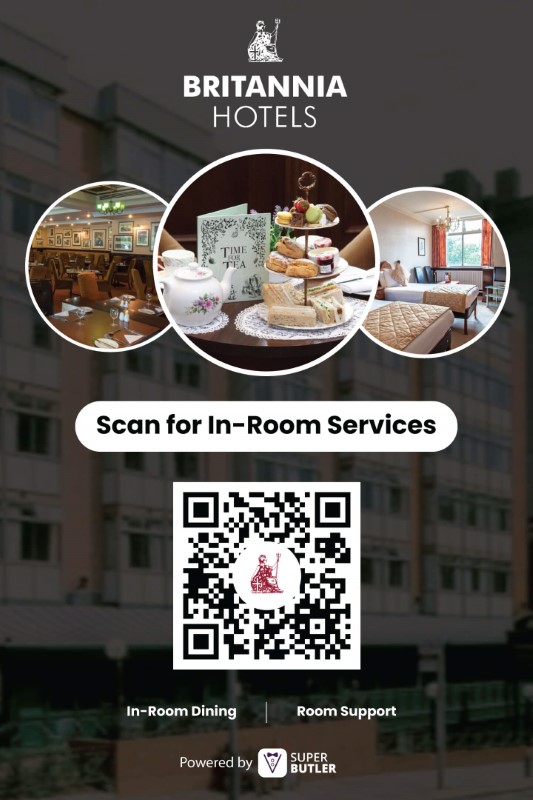 BRITANNIA
HOTELS
TIME
FOR
TEA
Scan for In-Room Services
In-Room Dining | Room Support
Powered by SUPER
BUTLER